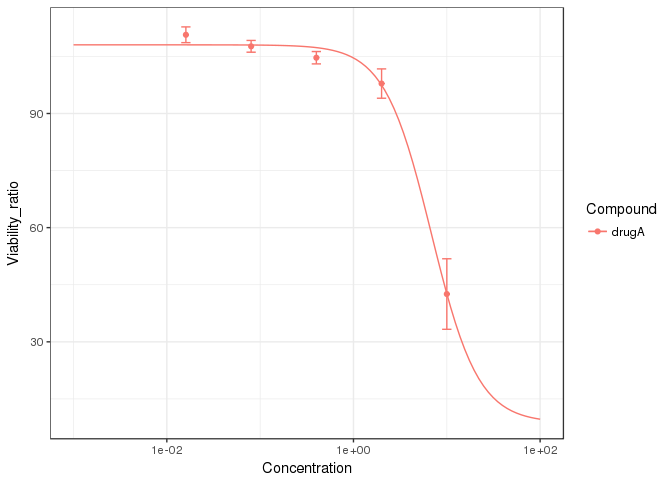 90
60
30
Viability_ratio
1e-02
1e+00
1e+02
Concentration
Compound
drugA